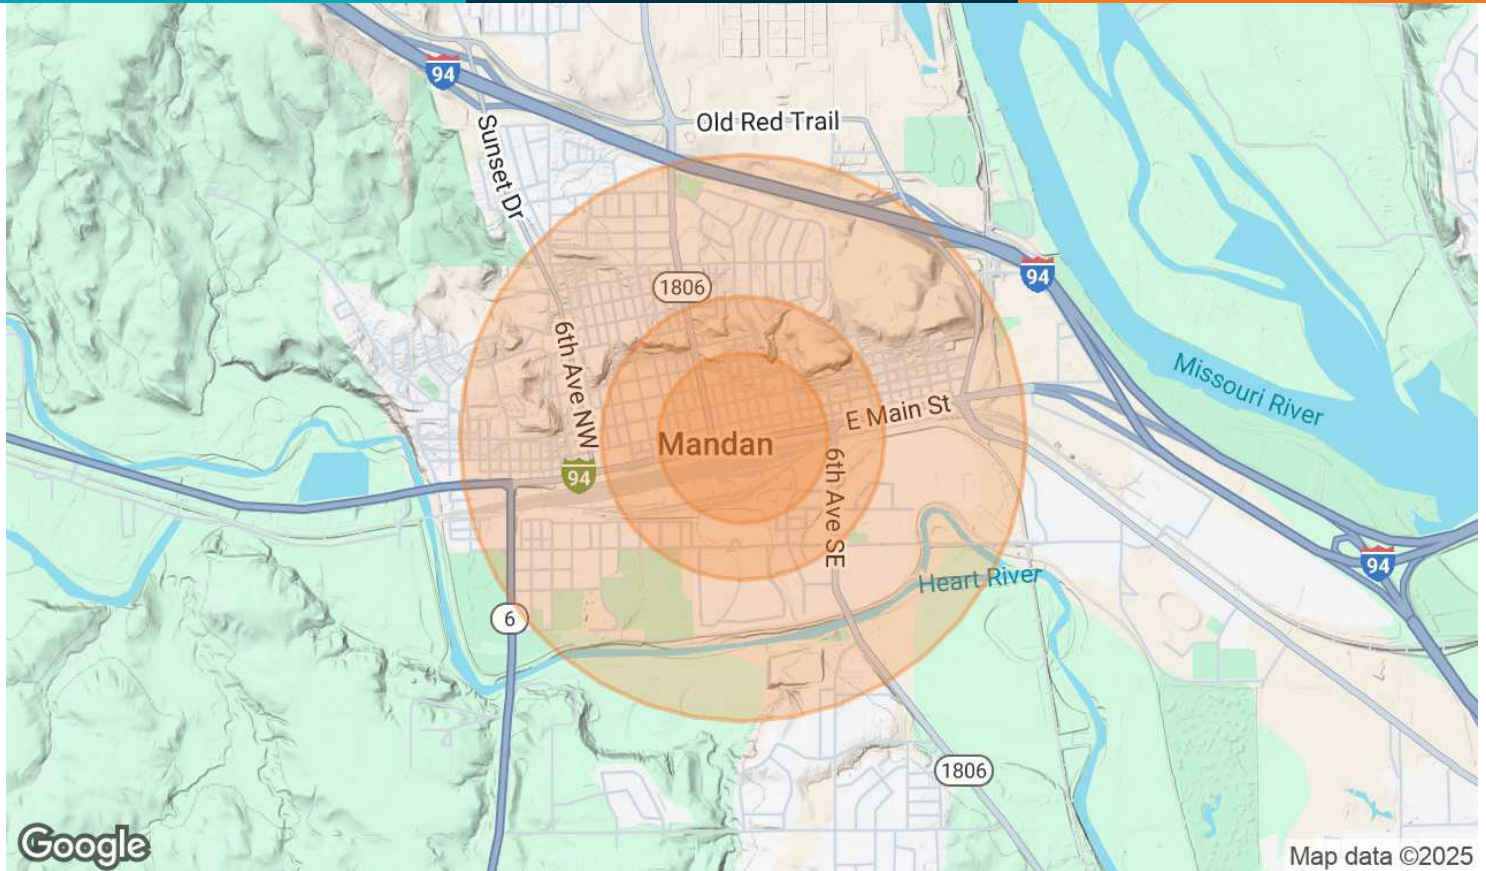 94
Old Red Trail
Sunset Dr
94
1806
Missouri River
6th Ave NW
E Main St
Mandan
94
6th Ave SE
94
Heart River
6
1806
Google
Map data ©2025